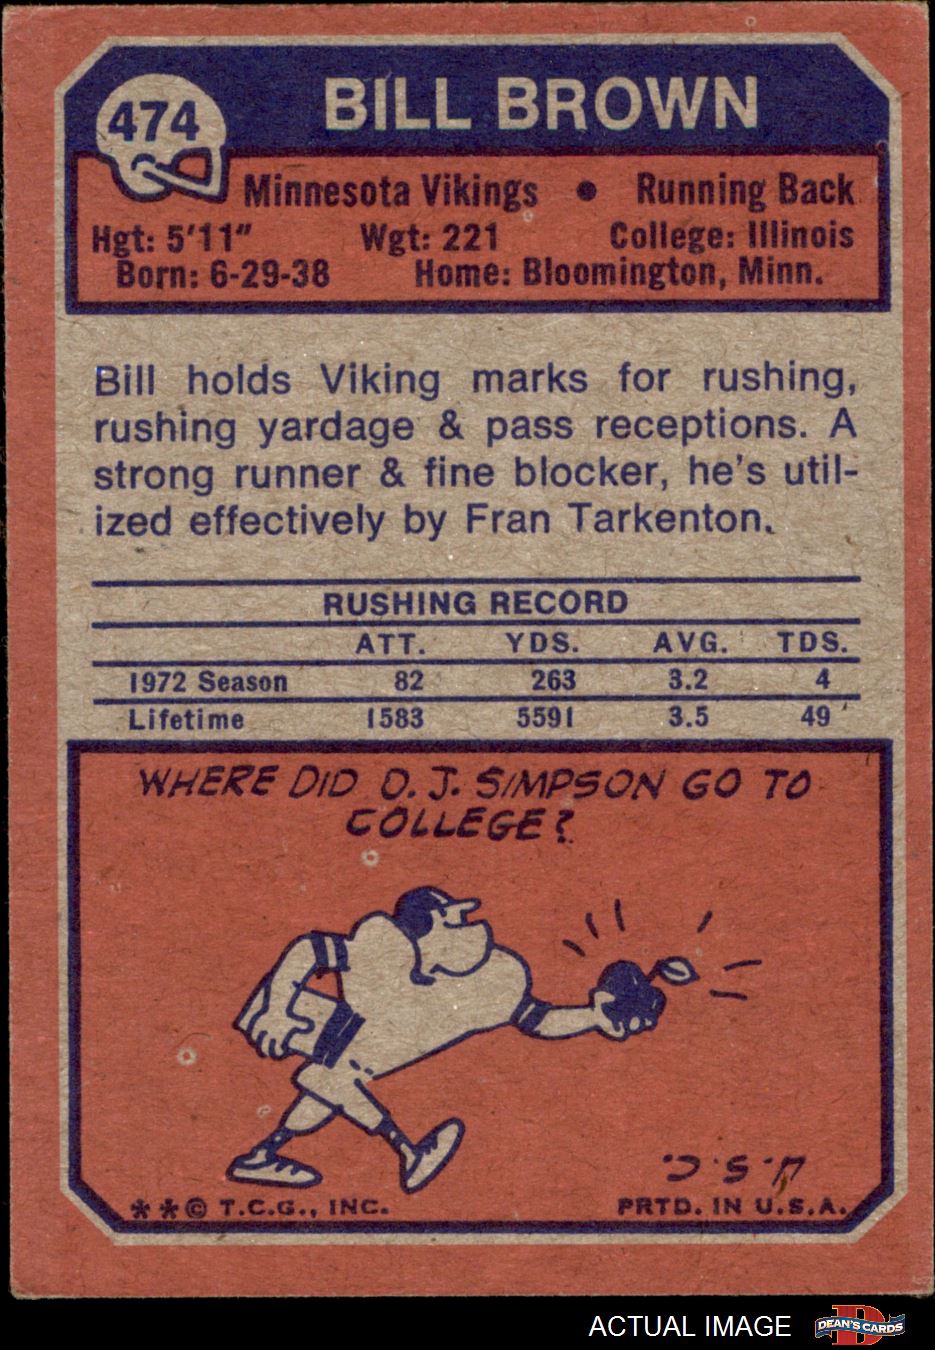 474
BILL BROWN
Minnesota Vikings • Running Back
Hgt: 5'11" Wgt: 221 College: Illinois
Born: 6-29-38 Home: Bloomington, Minn.
Bill holds Viking marks for rushing,
rushing yardage & pass receptions. A
strong runner & fine blocker, he's util-
ized effectively by Fran Tarkenton.
RUSHING RECORD
ATT. YDS. AVG. TDS.
1972 Season 82 263 3.2 4
Lifetime 1583 5591 3.5 49
WHERE DID O.J. SIMPSON GO TO
COLLEGE?
U.S.C.
**© T.C.G., INC. PRTD. IN U.S.A.
ACTUAL IMAGE
DEAN'S CARDS